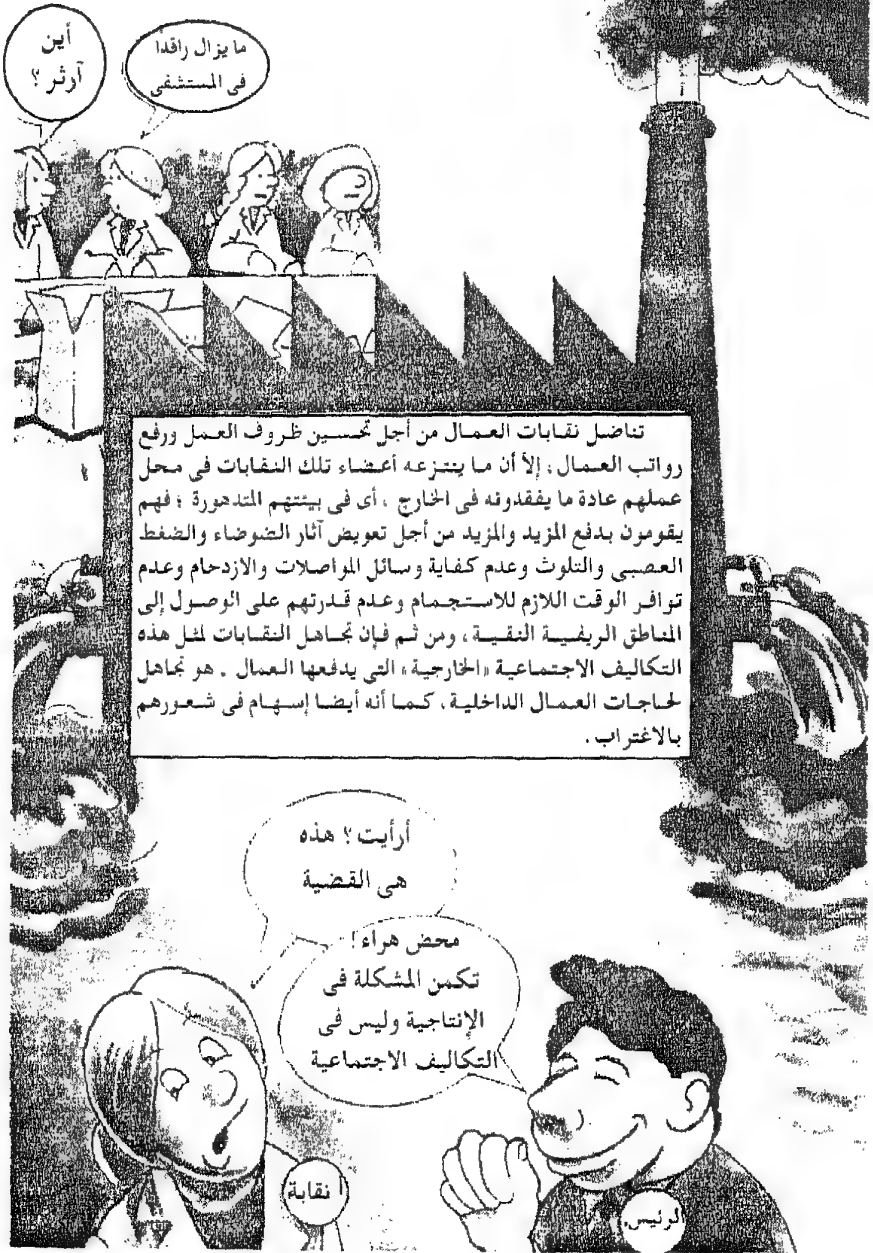 أين
آرثر ؟
ما يزال راقداً
فى المستشفى
تناضل نقابات العمال من أجل تحسين ظروف العمل ورفع
رواتب العمال ؛ إلاّ أن ما ينتزعه أعضاء تلك النقابات فى محل
عملهم عادة ما يفقدونه فى الخارج ، أى فى بيئتهم المتدهورة ؛ فهم
يقومون بدفع المزيد والمزيد من أجل تعويض آثار الضوضاء والضغط
العصبى والتلوث وعدم كفاية وسائل المواصلات والازدحام وعدم
توافر الوقت اللازم للاستجمام وعدم قدرتهم على الوصول إلى
المناطق الريفية النقية ، ومن ثم فإن تجاهل النقابات لمثل هذه
التكاليف الاجتماعية «الخارجية» التى يدفعها العمال . هو تجاهل
لحاجات العمال الداخلية ، كما أنه أيضا إسهام فى شعورهم
بالاغتراب .
أرأيت ؟ هذه
هى القضية
محض هراء !
تكمن المشكلة فى
الإنتاجية وليس فى
التكاليف الاجتماعية
نقابة
الرئيس